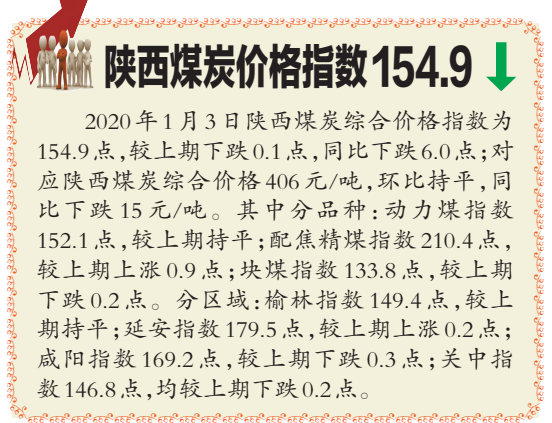 陕西煤炭价格指数154.9↓
2020年1月3日陕西煤炭综合价格指数为
154.9点,较上期下跌0.1点,同比下跌6.0点;对
应陕西煤炭综合价格406元/吨,环比持平,同
比下跌15元/吨。其中分品种:动力煤指数
152.1点,较上期持平;配焦精煤指数210.4点,
较上期上涨0.9点;块煤指数133.8点,较上期
下跌0.2点。分区域:榆林指数149.4点,较上
期持平;延安指数179.5点,较上期上涨0.2点;
咸阳指数169.2点,较上期下跌0.3点;关中指
数146.8点,均较上期下跌0.2点。